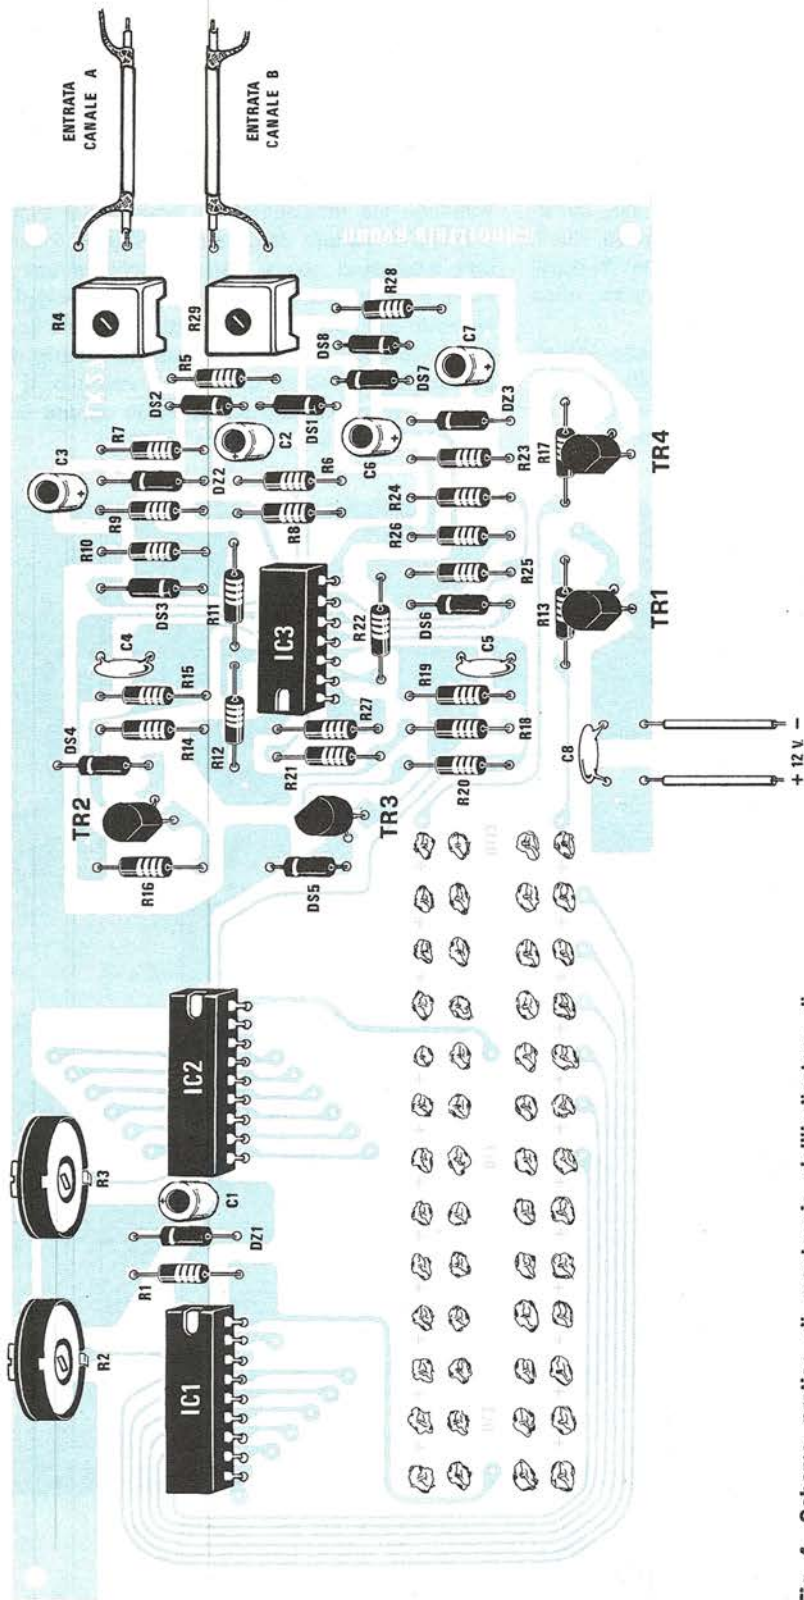 ENTRATA
CANALE A
ENTRATA
CANALE B
R4
R29
R28
R5
DS2
DS1
DS8
DS7
C7
R7
C3
DZ2
C2
C6
DZ3
R6
R9
R8
R23
R17
TR4
R10
R24
R26
DS3
R11
IC3
R22
R25
DS6
R13
TR1
C4
C5
R15
R19
R14
R12
R27
R18
DS4
R21
R20
C8
+ 12 V. -
TR2
TR3
R16
DS5
IC2
R3
C1
DZ1
R1
R2
IC1